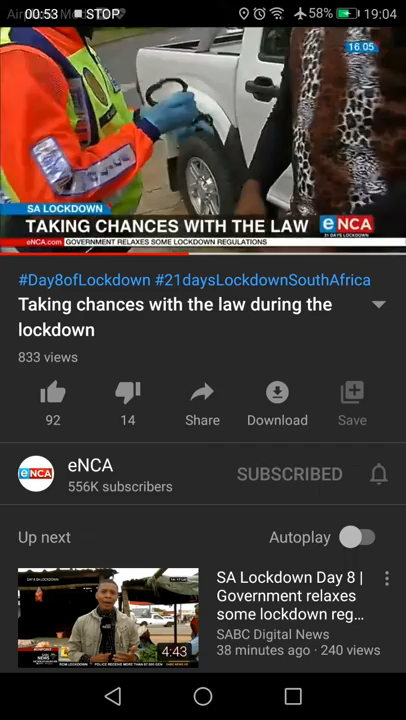 00:53 STOP 58% 19:04
16:05
SA LOCKDOWN
TAKING CHANCES WITH THE LAW
eNCA
21 DAYS LOCKDOWN
eNCA.com GOVERNMENT RELAXES SOME LOCKDOWN REGULATIONS
#Day8ofLockdown #21daysLockdownSouthAfrica
Taking chances with the law during the
lockdown
833 views
92 14 Share Download Save
eNCA
eNCA
556K subscribers
SUBSCRIBED
Up next Autoplay
SA Lockdown Day 8 |
Government relaxes
some lockdown reg...
SABC Digital News
38 minutes ago · 240 views
4:43